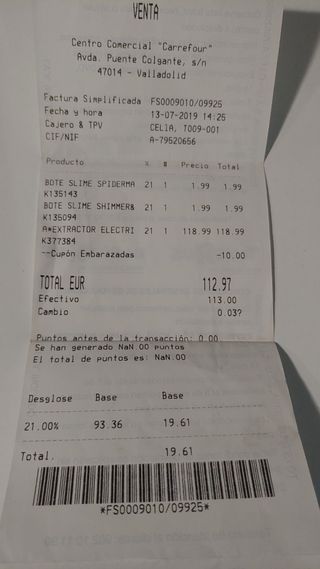 VENTA
Centro Comercial "Carrefour"
Avda. Puente Colgante, s/n
47014 - Valladolid
Factura Simplificada FS0009010/09925
Fecha y hora 13-07-2019 14:25
Cajero & TPV CELIA, T009-001
CIF/NIF A-79520656
Producto % # Precio Total
BOTE SLIME SPIDERMA 21 1 1.99 1.99
K135143
BOTE SLIME SHIMMER& 21 1 1.99 1.99
K135094
A*EXTRACTOR ELECTRI 21 1 118.99 118.99
K377384
--Cupón Embarazadas -10.00
TOTAL EUR 112.97
Efectivo 113.00
Cambio 0.03?
Puntos antes de la transacción: 0.00
Se han generado NaN.00 puntos
El total de puntos es: NaN.00
Desglose Base Base
21.00% 93.36 19.61
Total. 19.61
*FS0009010/09925*